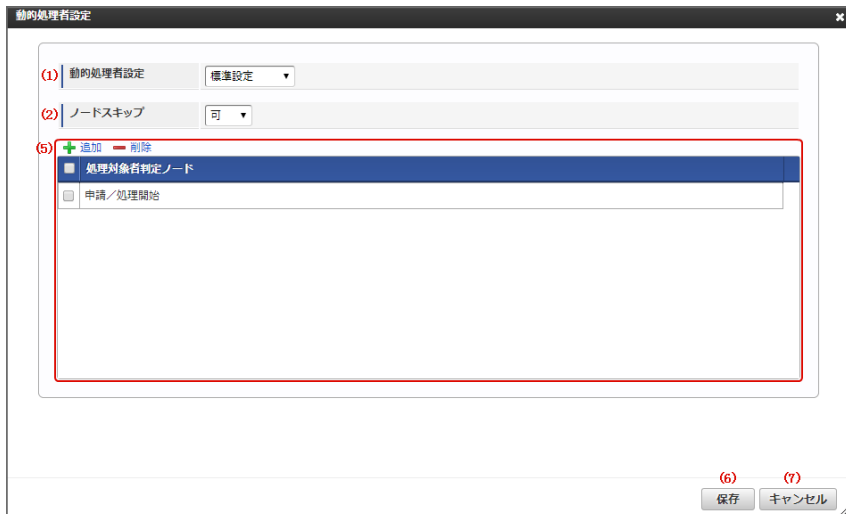 動的処理者設定
(1) 動的処理者設定 標準設定
(2) ノードスキップ 可
(5) 追加 削除
処理対象者判定ノード
申請／処理開始
(6) (7)
保存 キャンセル